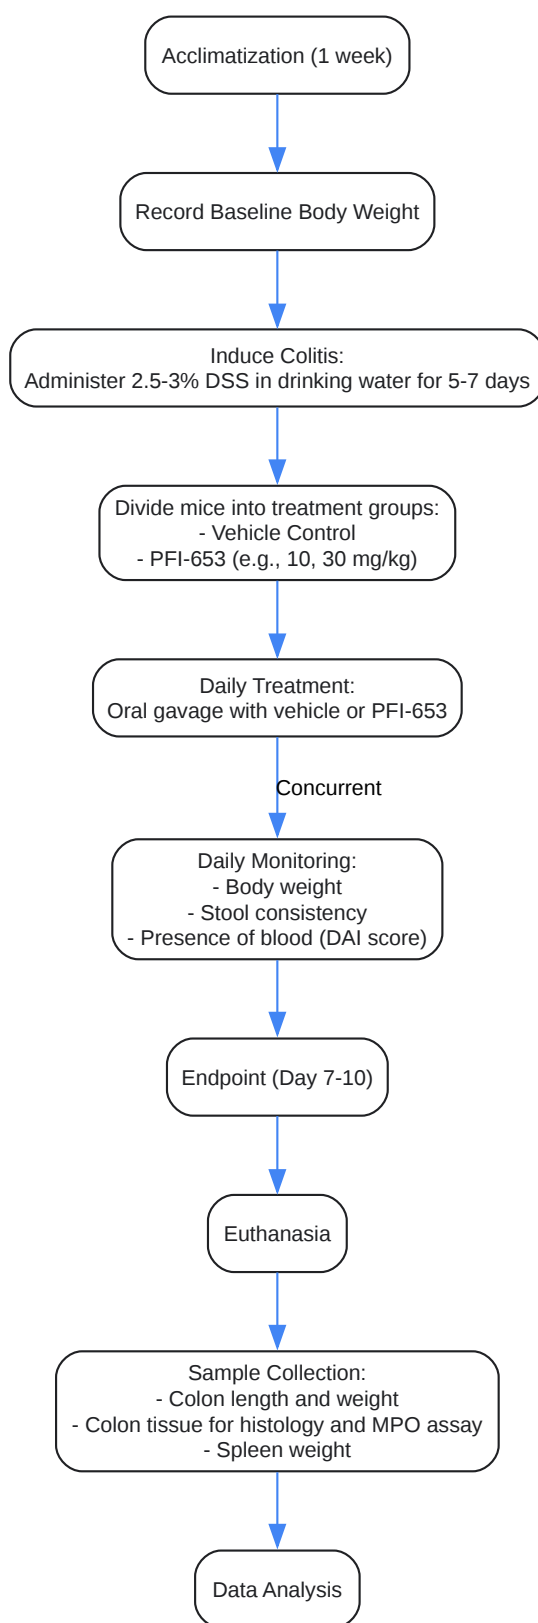 Acclimatization (1 week)
Record Baseline Body Weight
Induce Colitis:
Administer 2.5-3% DSS in drinking water for 5-7 days
Divide mice into treatment groups:
- Vehicle Control
- PFI-653 (e.g., 10, 30 mg/kg)
Daily Treatment:
Oral gavage with vehicle or PFI-653
Concurrent
Daily Monitoring:
- Body weight
- Stool consistency
- Presence of blood (DAI score)
Endpoint (Day 7-10)
Euthanasia
Sample Collection:
- Colon length and weight
- Colon tissue for histology and MPO assay
- Spleen weight
Data Analysis